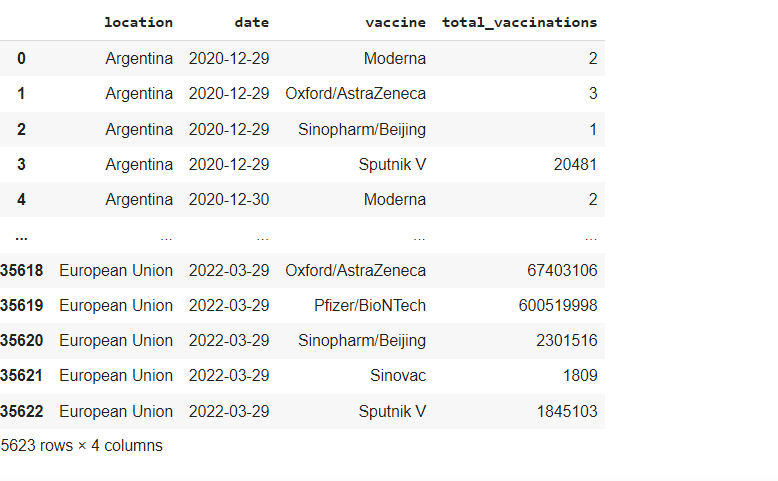 location date vaccine total_vaccinations
0 Argentina 2020-12-29 Moderna 2
1 Argentina 2020-12-29 Oxford/AstraZeneca 3
2 Argentina 2020-12-29 Sinopharm/Beijing 1
3 Argentina 2020-12-29 Sputnik V 20481
4 Argentina 2020-12-30 Moderna 2
... ... ... ... ...
35618 European Union 2022-03-29 Oxford/AstraZeneca 67403106
35619 European Union 2022-03-29 Pfizer/BioNTech 600519998
35620 European Union 2022-03-29 Sinopharm/Beijing 2301516
35621 European Union 2022-03-29 Sinovac 1809
35622 European Union 2022-03-29 Sputnik V 1845103
5623 rows × 4 columns